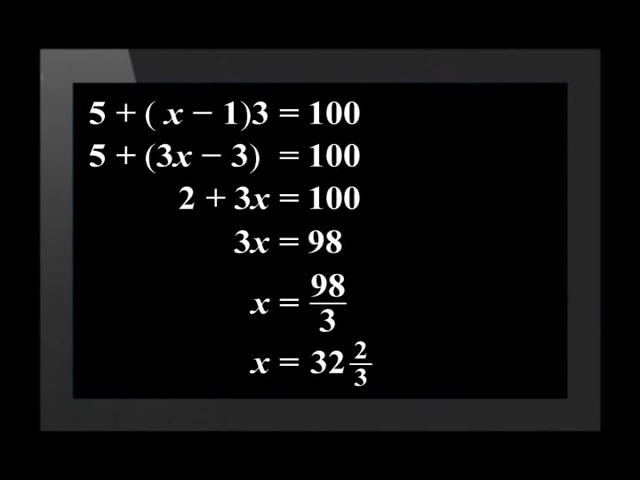 5 + ( x − 1)3 = 100
5 + (3x − 3) = 100
2 + 3x = 100
3x = 98
x = 98/3
x = 32 2/3